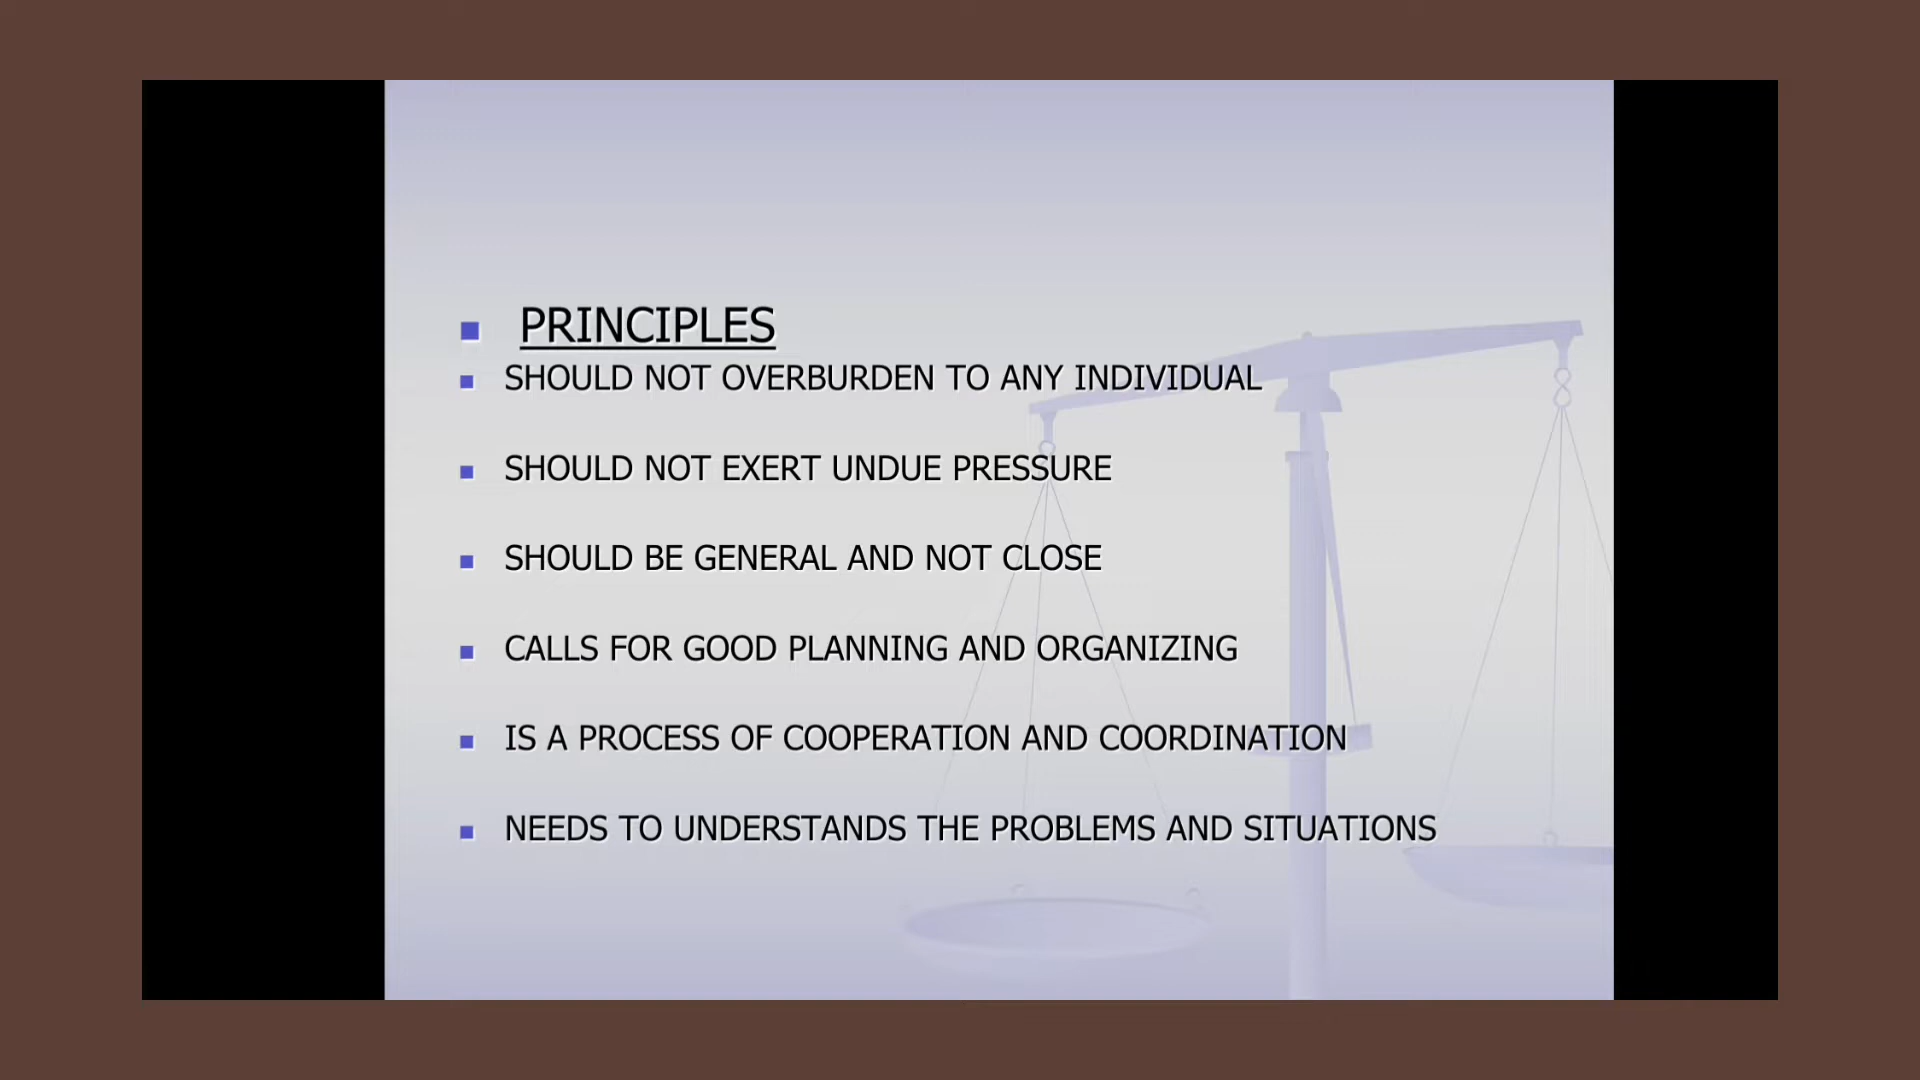 PRINCIPLES
SHOULD NOT OVERBURDEN TO ANY INDIVIDUAL
SHOULD NOT EXERT UNDUE PRESSURE
SHOULD BE GENERAL AND NOT CLOSE
CALLS FOR GOOD PLANNING AND ORGANIZING
IS A PROCESS OF COOPERATION AND COORDINATION
NEEDS TO UNDERSTANDS THE PROBLEMS AND SITUATIONS